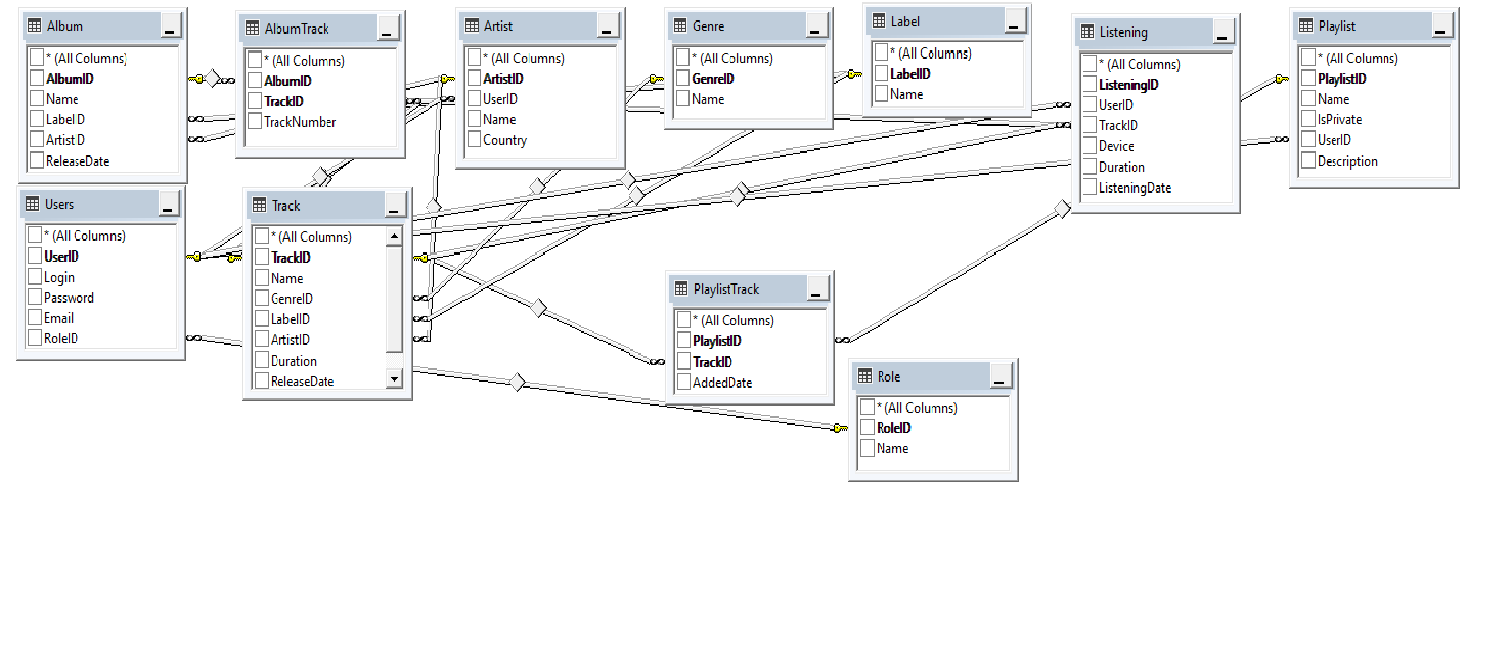 Album
* (All Columns)
AlbumID
Name
LabelID
ArtistID
ReleaseDate
AlbumTrack
* (All Columns)
AlbumID
TrackID
TrackNumber
Artist
* (All Columns)
ArtistID
UserID
Name
Country
Genre
* (All Columns)
GenreID
Name
Label
* (All Columns)
LabelID
Name
Listening
* (All Columns)
ListeningID
UserID
TrackID
Device
Duration
ListeningDate
Playlist
* (All Columns)
PlaylistID
Name
IsPrivate
UserID
Description
Users
* (All Columns)
UserID
Login
Password
Email
RoleID
Track
* (All Columns)
TrackID
Name
GenreID
LabelID
ArtistID
Duration
ReleaseDate
PlaylistTrack
* (All Columns)
PlaylistID
TrackID
AddedDate
Role
* (All Columns)
RoleID
Name